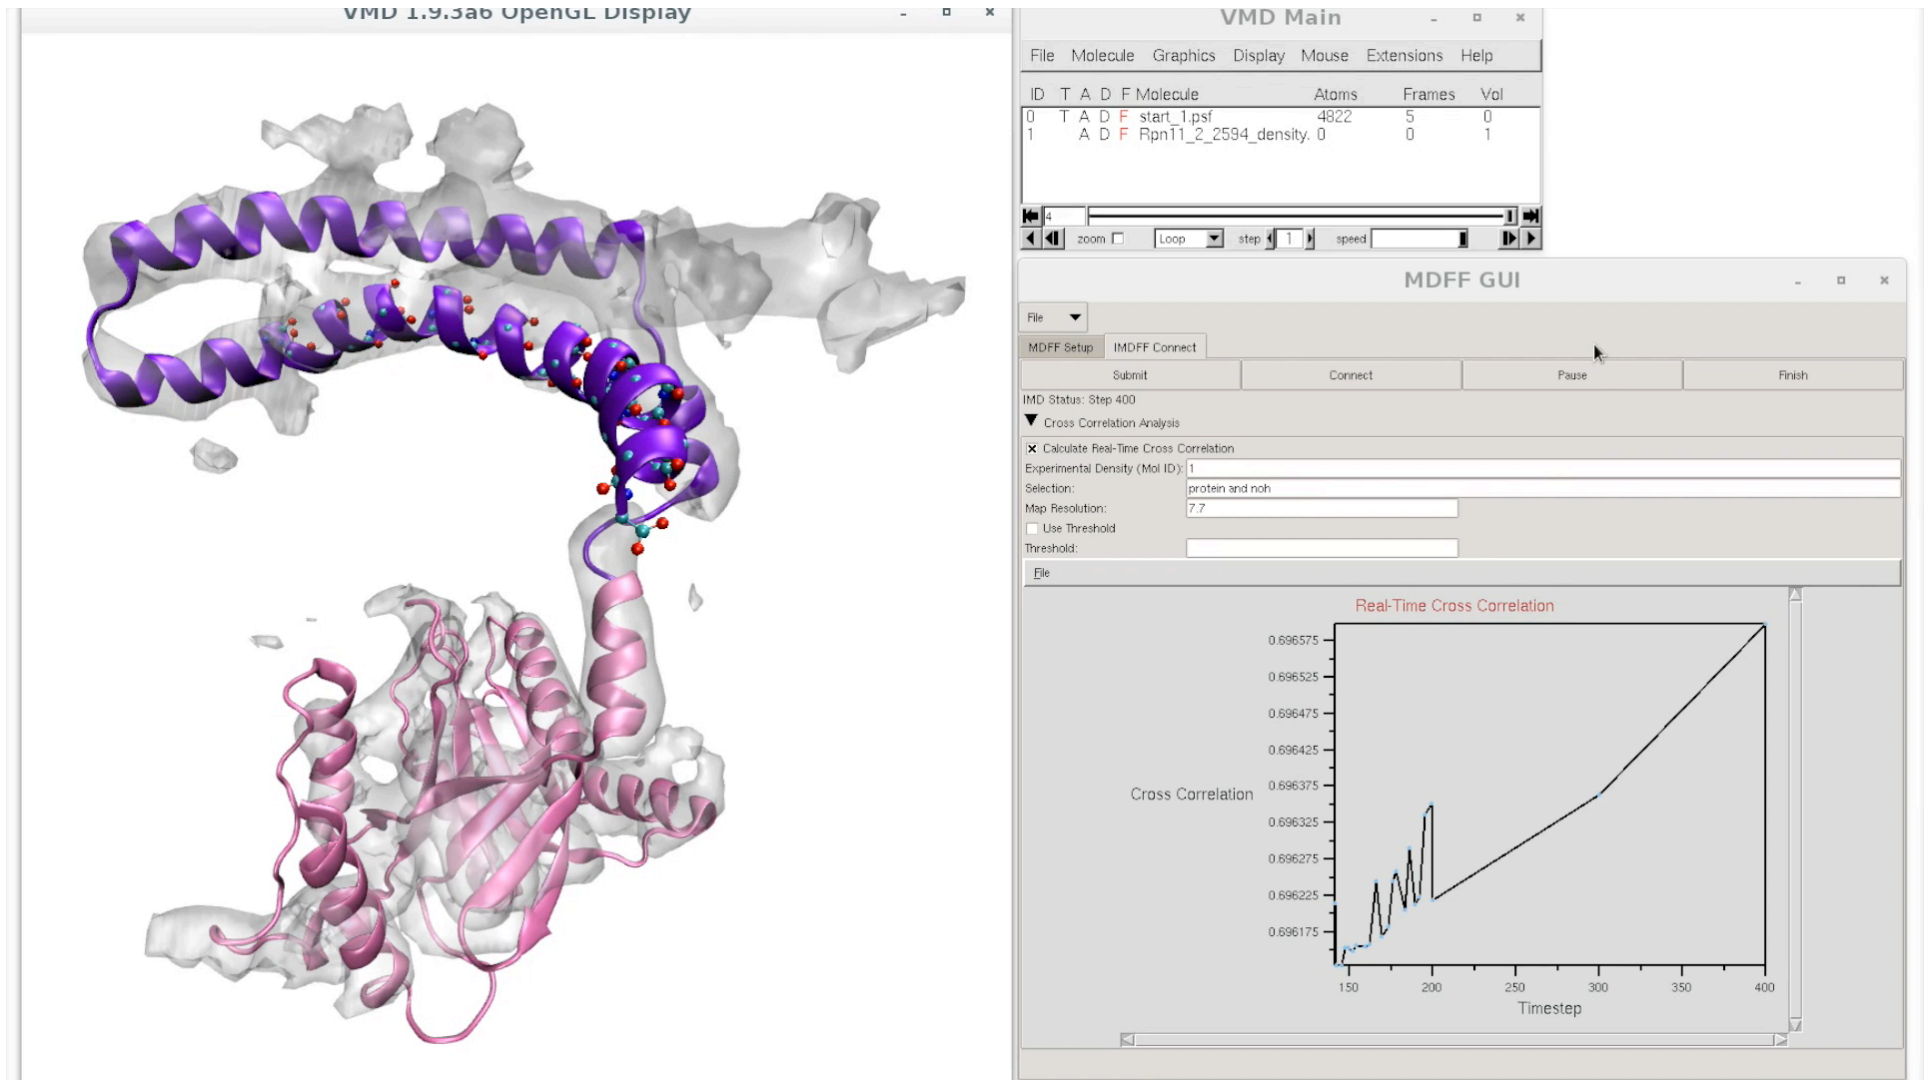 VMD 1.9.3a6 OpenGL Display
VMD Main
File Molecule Graphics Display Mouse Extensions Help
ID T A D F Molecule Atoms Frames Vol
0 T A D F start_1.psf 4822 5 0
1 A D F Rpn11_2_2594_density. 0 0 1
4
zoom Loop step 1 speed
MDFF GUI
File
MDFF Setup IMDFF Connect
Submit Connect Pause Finish
IMD Status: Step 400
Cross Correlation Analysis
Calculate Real-Time Cross Correlation
Experimental Density (Mol ID): 1
Selection: protein and noh
Map Resolution: 7.7
Use Threshold
Threshold:
File
Real-Time Cross Correlation
0.696575
0.696525
0.696475
0.696425
0.696375
Cross Correlation
0.696325
0.696275
0.696225
0.696175
150 200 250 300 350 400
Timestep